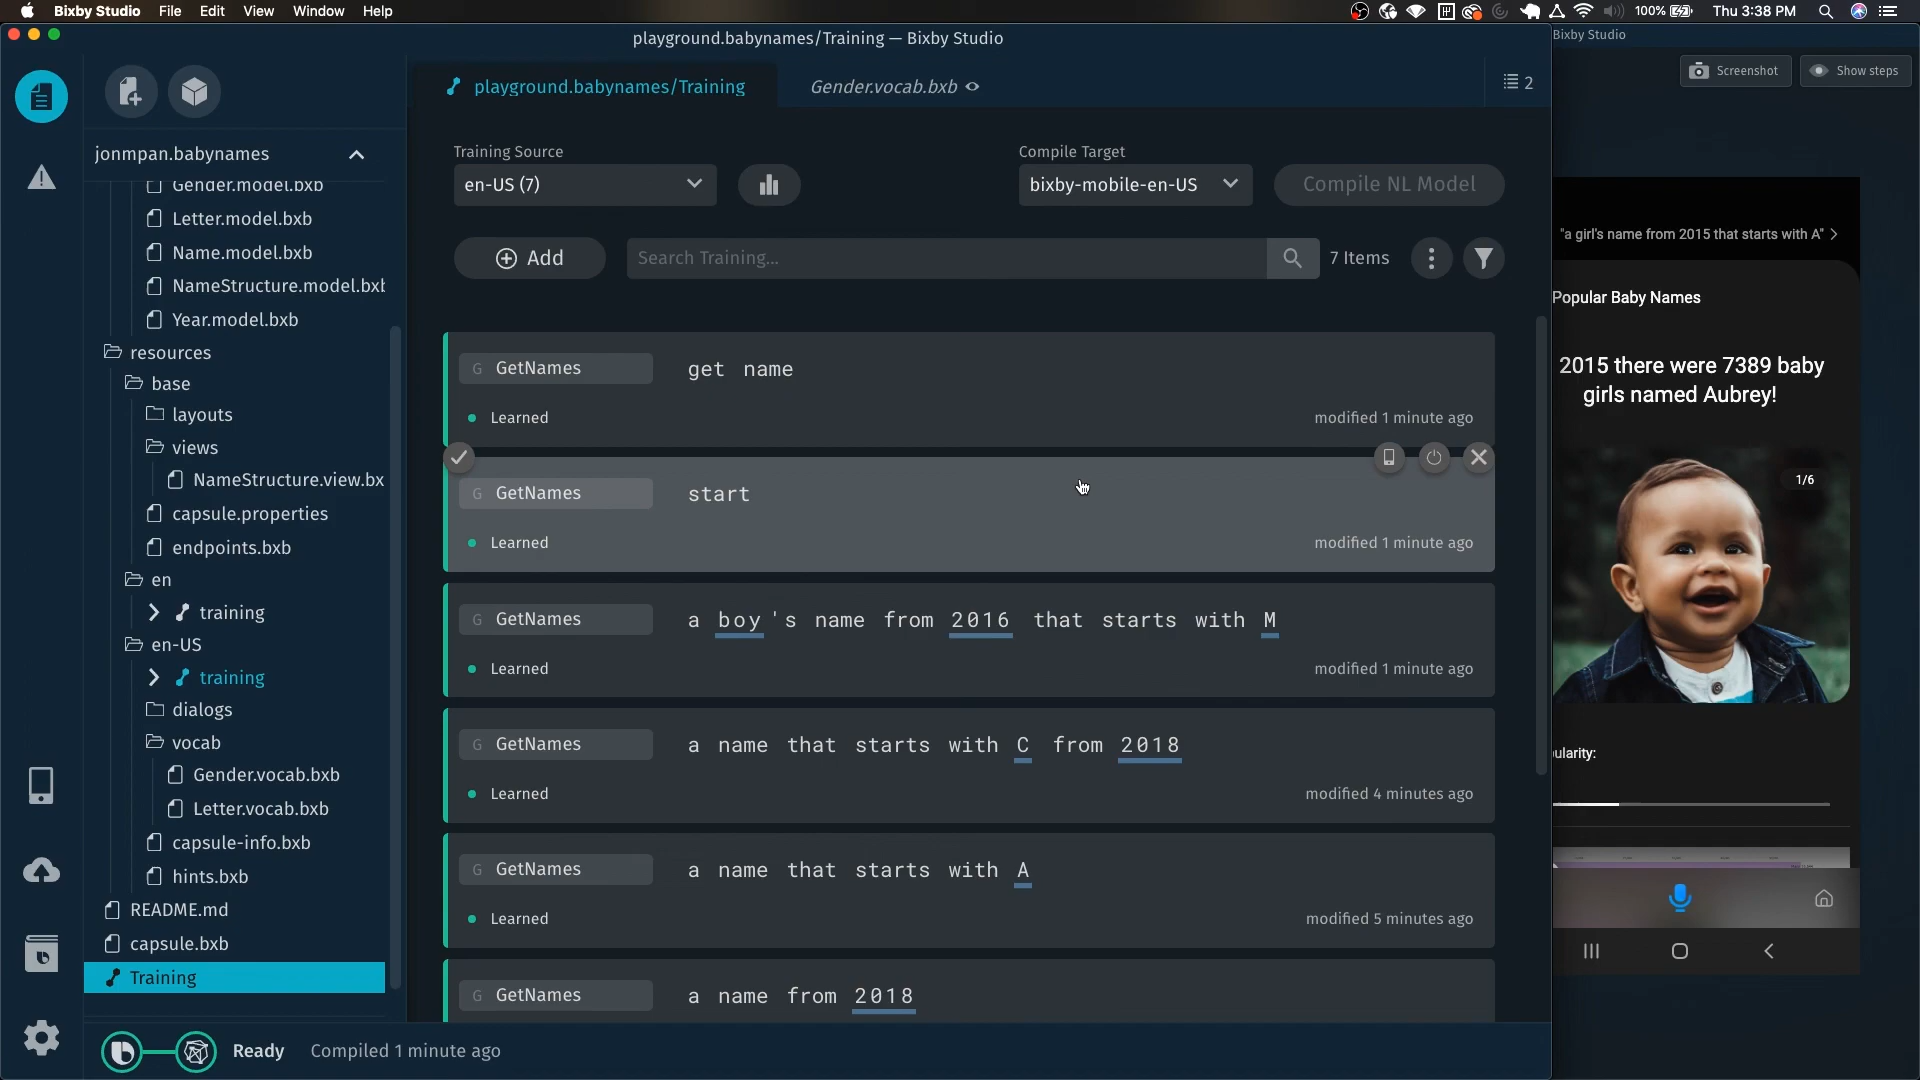 Bixby Studio File Edit View Window Help
100% Thu 3:38 PM
playground.babynames/Training — Bixby Studio
Bixby Studio
Screenshot
Show steps
playground.babynames/Training
Gender.vocab.bxb
2
jonmpan.babynames
Gender.model.bxb
Letter.model.bxb
Name.model.bxb
NameStructure.model.bxb
Year.model.bxb
resources
base
layouts
views
NameStructure.view.bx
capsule.properties
endpoints.bxb
en
training
en-US
training
dialogs
vocab
Gender.vocab.bxb
Letter.vocab.bxb
capsule-info.bxb
hints.bxb
README.md
capsule.bxb
Training
Ready Compiled 1 minute ago
Training Source
en-US (7)
Compile Target
bixby-mobile-en-US
Compile NL Model
Add
Search Training...
7 Items
G GetNames get name
Learned modified 1 minute ago
G GetNames start
Learned modified 1 minute ago
G GetNames a boy's name from 2016 that starts with M
Learned modified 1 minute ago
G GetNames a name that starts with C from 2018
Learned modified 4 minutes ago
G GetNames a name that starts with A
Learned modified 5 minutes ago
G GetNames a name from 2018
"a girl's name from 2015 that starts with A"
Popular Baby Names
2015 there were 7389 baby
girls named Aubrey!
1/6
ularity: